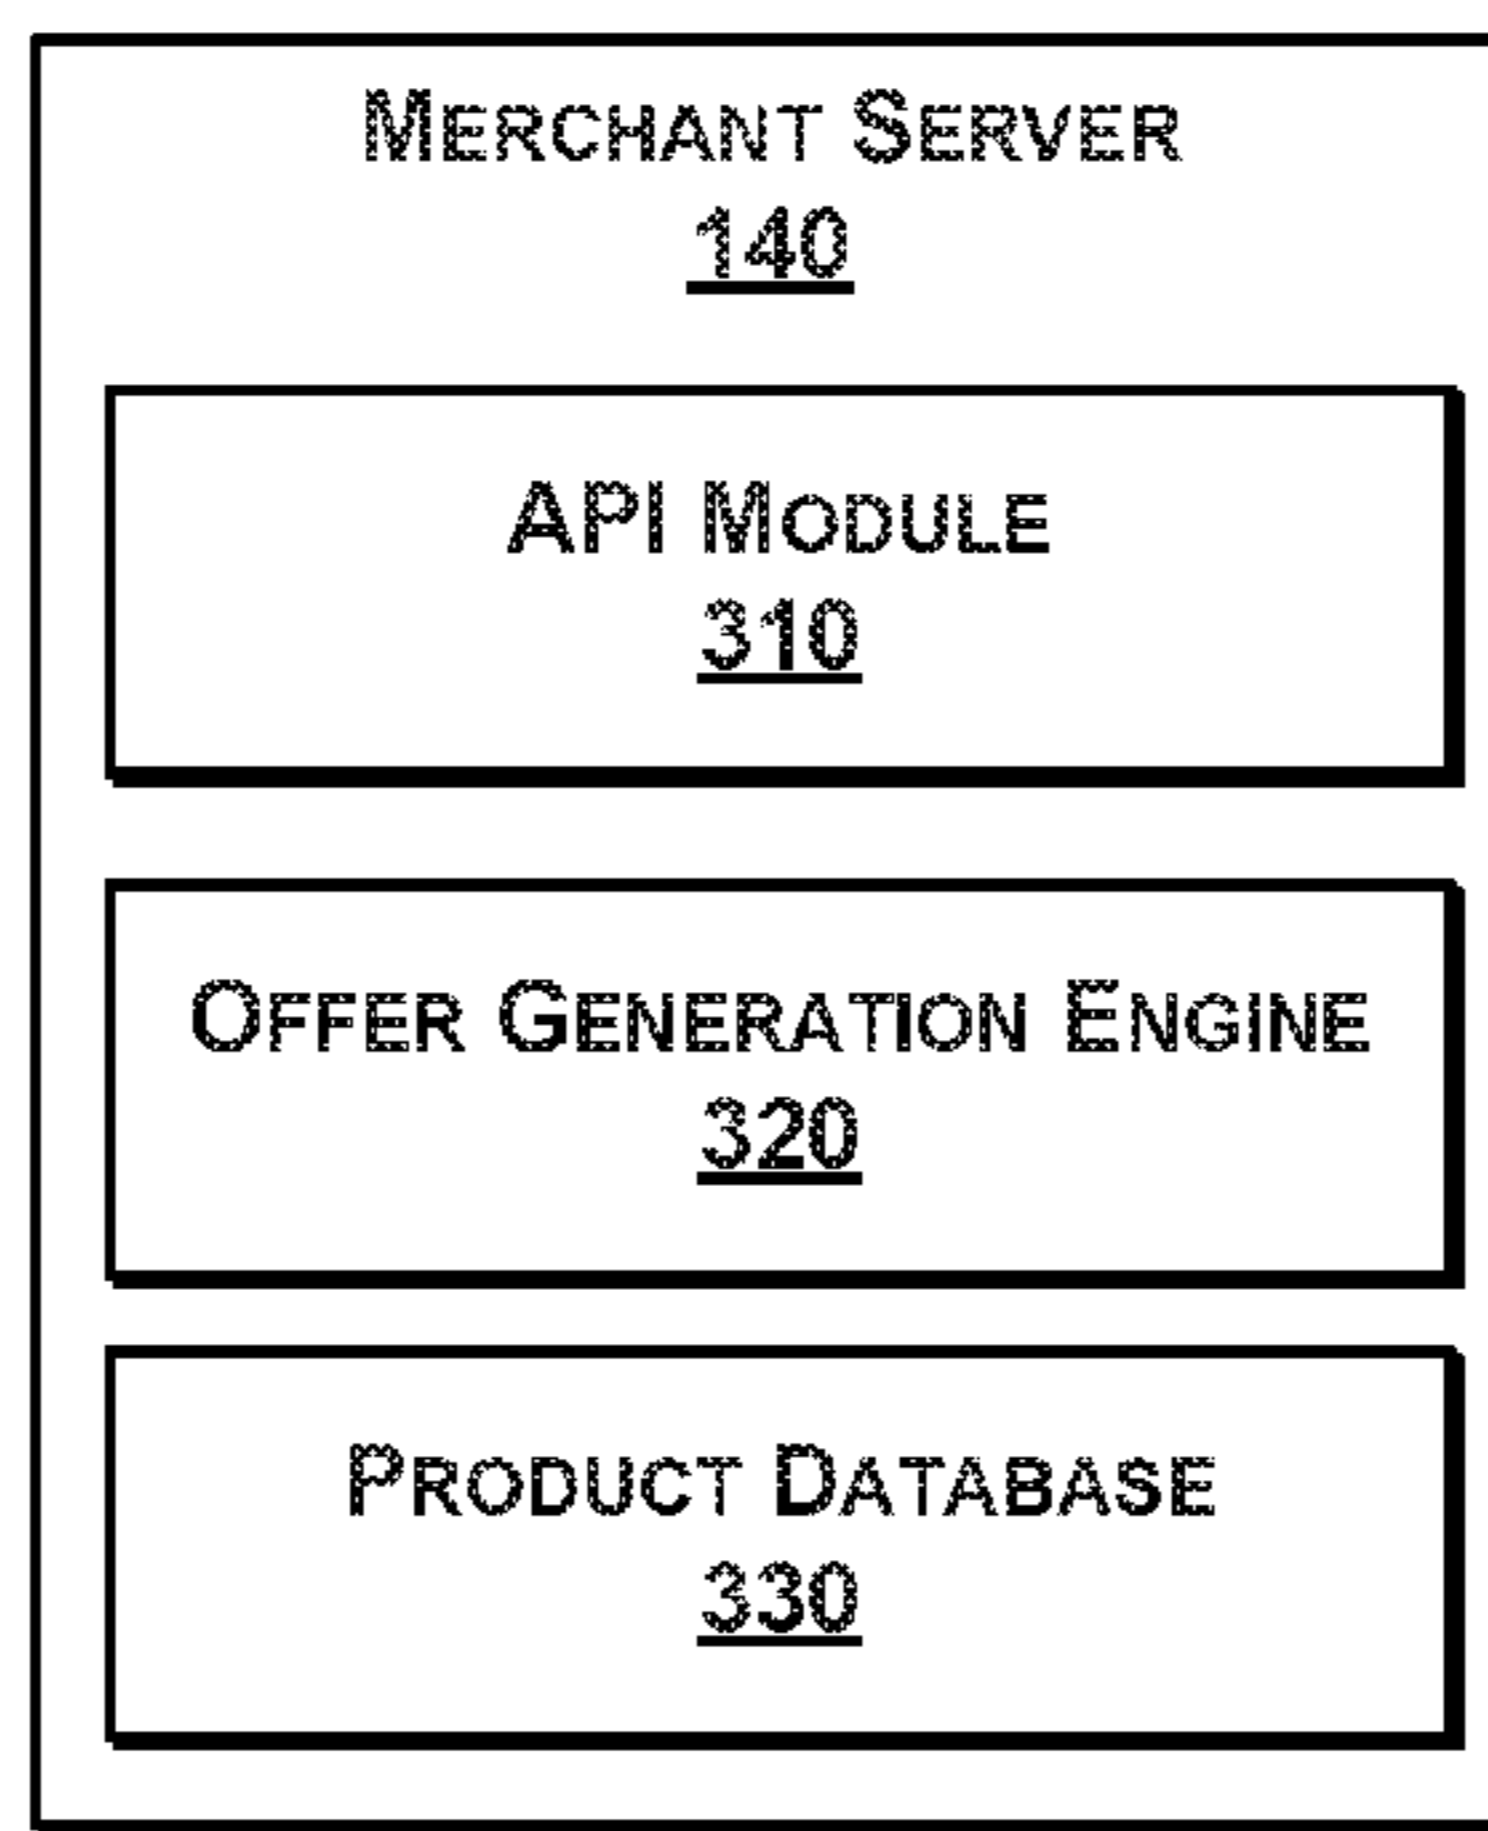 MERCHANT SERVER
140
API MODULE
310
OFFER GENERATION ENGINE
320
PRODUCT DATABASE
330